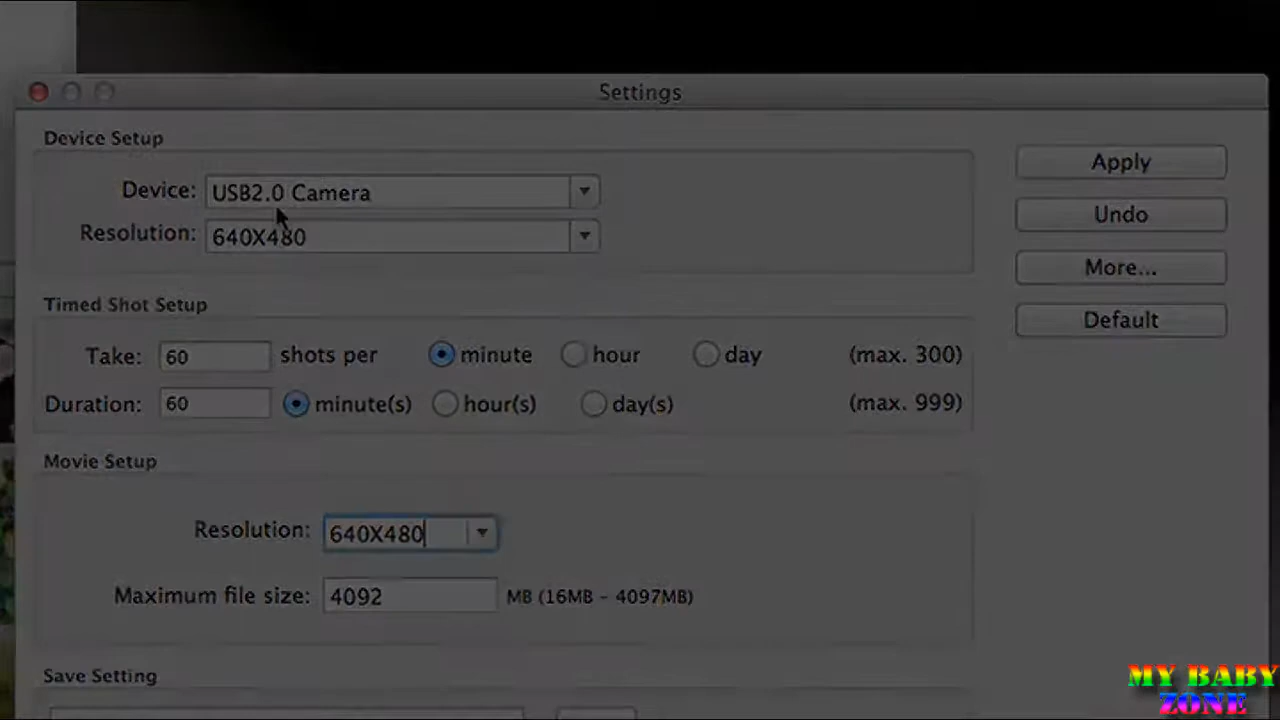 Settings
Device Setup
Device: USB2.0 Camera
Resolution: 640X480
Timed Shot Setup
Take: 60 shots per minute hour day (max. 300)
Duration: 60 minute(s) hour(s) day(s) (max. 999)
Movie Setup
Resolution: 640X480
Maximum file size: 4092 MB (16MB - 4097MB)
Save Setting
Apply
Undo
More...
Default
MY BABY
ZONE